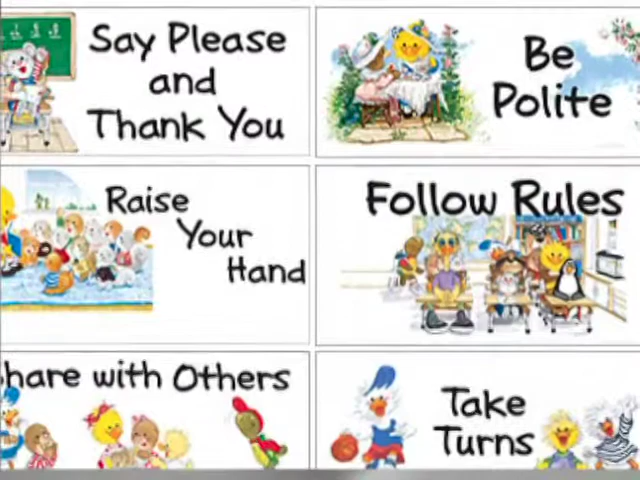 Say Please
and
Thank You
Be
Polite
Raise
Your
Hand
Follow Rules
hare with Others
Take
Turns